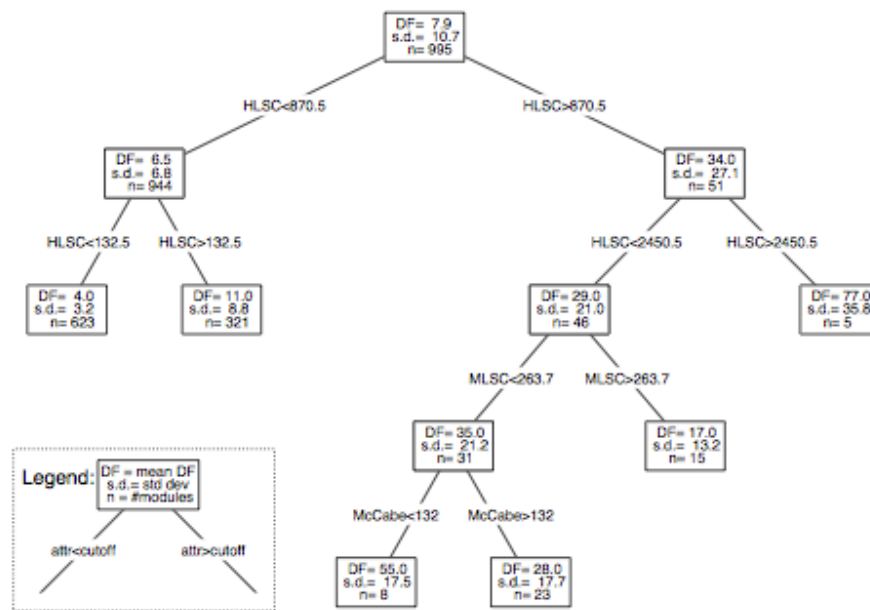 DF= 7.9
s.d.= 10.7
n= 995
HLSC<870.5
HLSC>870.5
DF= 6.5
s.d.= 6.8
n= 944
DF= 34.0
s.d.= 27.1
n= 51
HLSC<132.5
HLSC>132.5
HLSC<2450.5
HLSC>2450.5
DF= 4.0
s.d.= 3.2
n= 623
DF= 11.0
s.d.= 8.8
n= 321
DF= 29.0
s.d.= 21.0
n= 46
DF= 77.0
s.d.= 35.8
n= 5
MLSC<263.7
MLSC>263.7
DF= 35.0
s.d.= 21.2
n= 31
DF= 17.0
s.d.= 13.2
n= 15
McCabe<132
McCabe>132
DF= 55.0
s.d.= 17.5
n= 8
DF= 28.0
s.d.= 17.7
n= 23
Legend:
DF = mean DF
s.d.= std dev
n = #modules
attr<cutoff
attr>cutoff